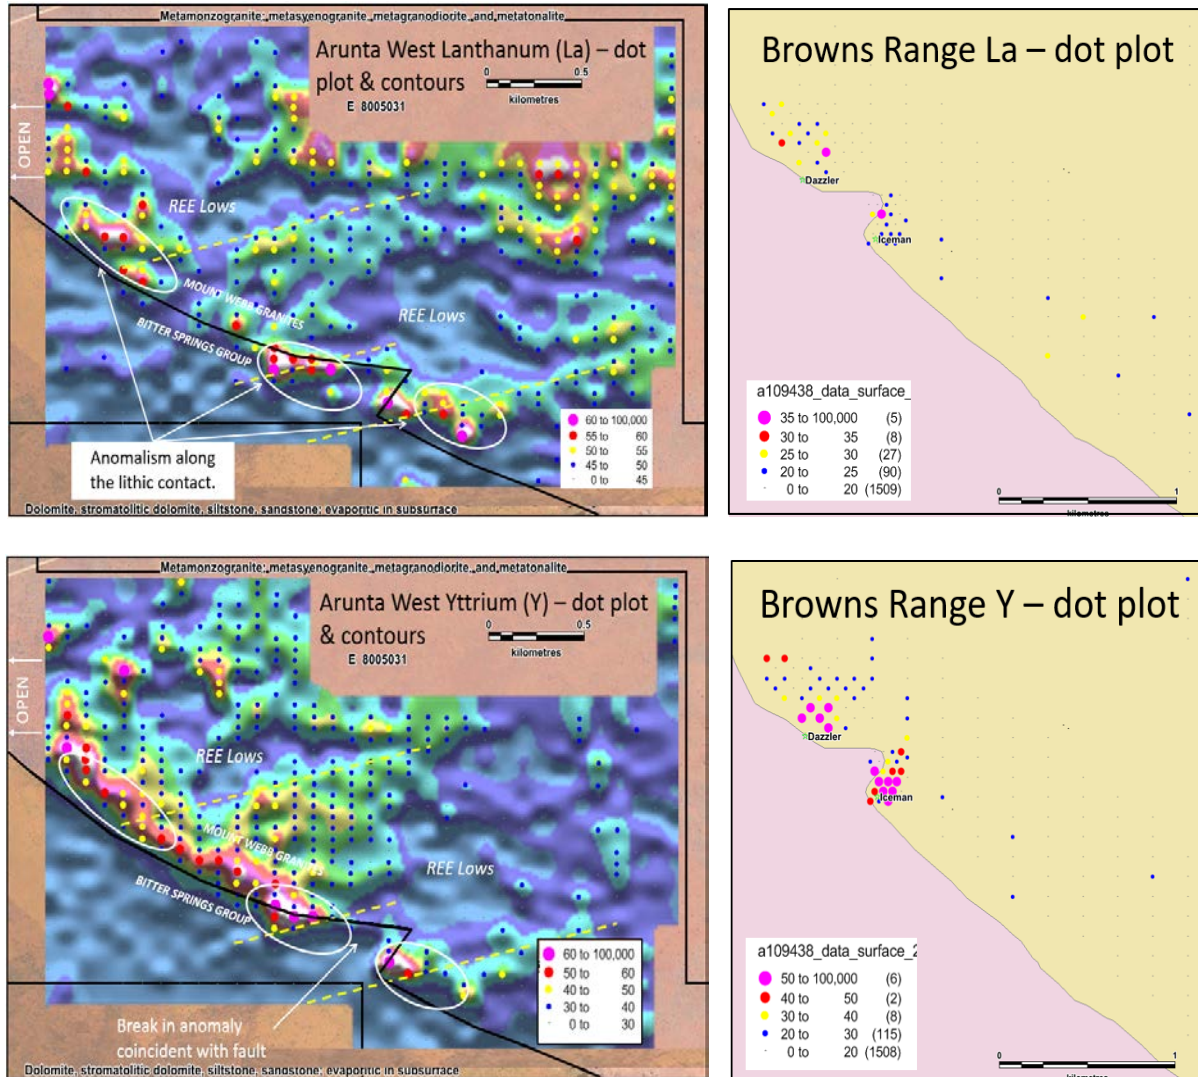 Metamonzogranite; metasyenogranite, metagranodiorite, and metatonalite
Arunta West Lanthanum (La) – dot
plot & contours
0 0.5
kilometres
E 8005031
OPEN
REE Lows
REE Lows
MOUNT WEBB GRANITES
BITTER SPRINGS GROUP
Anomalism along
the lithic contact.
60 to 100,000
55 to 60
50 to 55
45 to 50
0 to 45
Dolomite, stromatolitic dolomite, siltstone, sandstone; evaporitic in subsurface
Browns Range La – dot plot
Dazzler
Iceman
a109438_data_surface_
35 to 100,000 (5)
30 to 35 (8)
25 to 30 (27)
20 to 25 (90)
0 to 20 (1509)
0 1
kilometres
Metamonzogranite; metasyenogranite, metagranodiorite, and metatonalite
Arunta West Yttrium (Y) – dot plot
& contours
0 0.5
kilometres
E 8005031
OPEN
REE Lows
REE Lows
MOUNT WEBB GRANITES
BITTER SPRINGS GROUP
Break in anomaly
coincident with fault
60 to 100,000
50 to 60
40 to 50
30 to 40
0 to 30
Dolomite, stromatolitic dolomite, siltstone, sandstone; evaporitic in subsurface
Browns Range Y – dot plot
Dazzler
Iceman
a109438_data_surface_2
50 to 100,000 (6)
40 to 50 (2)
30 to 40 (8)
20 to 30 (115)
0 to 20 (1508)
0 1
kilometres